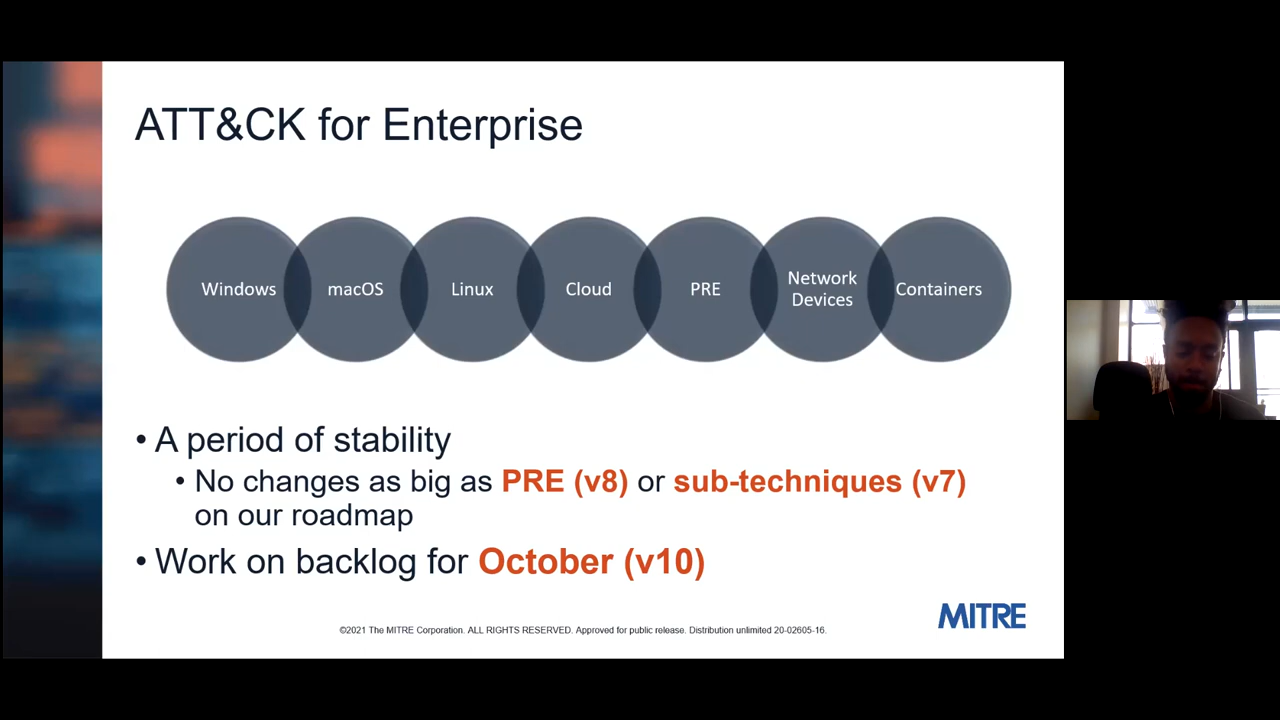 ATT&CK for Enterprise
Windows
macOS
Linux
Cloud
PRE
Network
Devices
Containers
• A period of stability
• No changes as big as PRE (v8) or sub-techniques (v7)
on our roadmap
• Work on backlog for October (v10)
MITRE
©2021 The MITRE Corporation. ALL RIGHTS RESERVED. Approved for public release. Distribution unlimited 20-02605-16.